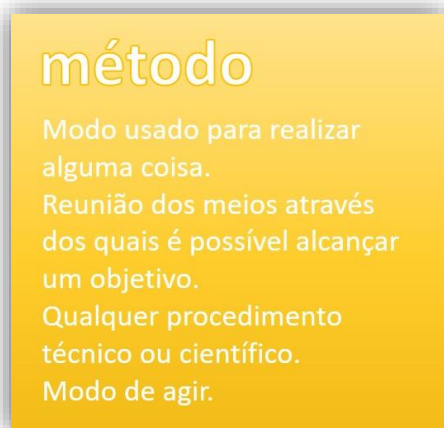 método
Modo usado para realizar
alguma coisa.
Reunião dos meios através
dos quais é possível alcançar
um objetivo.
Qualquer procedimento
técnico ou científico.
Modo de agir.